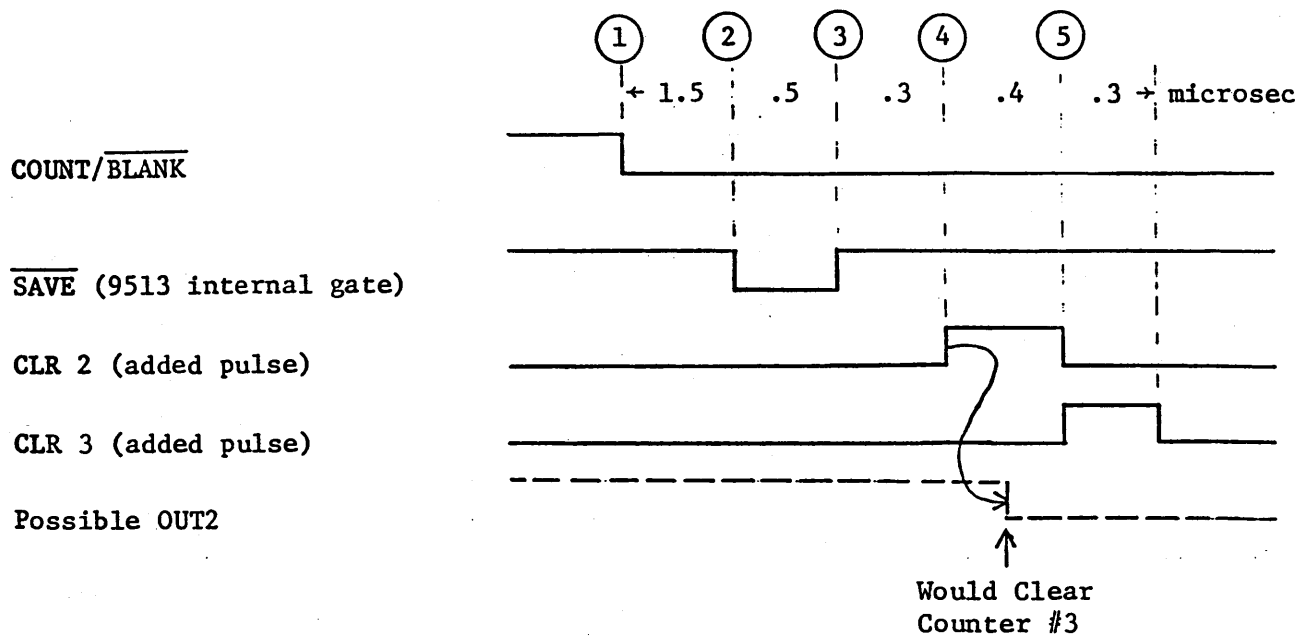 1 2 3 4 5
← 1.5 .5 .3 .4 .3 → microsec
COUNT/BLANK
SAVE (9513 internal gate)
CLR 2 (added pulse)
CLR 3 (added pulse)
Possible OUT2
Would Clear
Counter #3